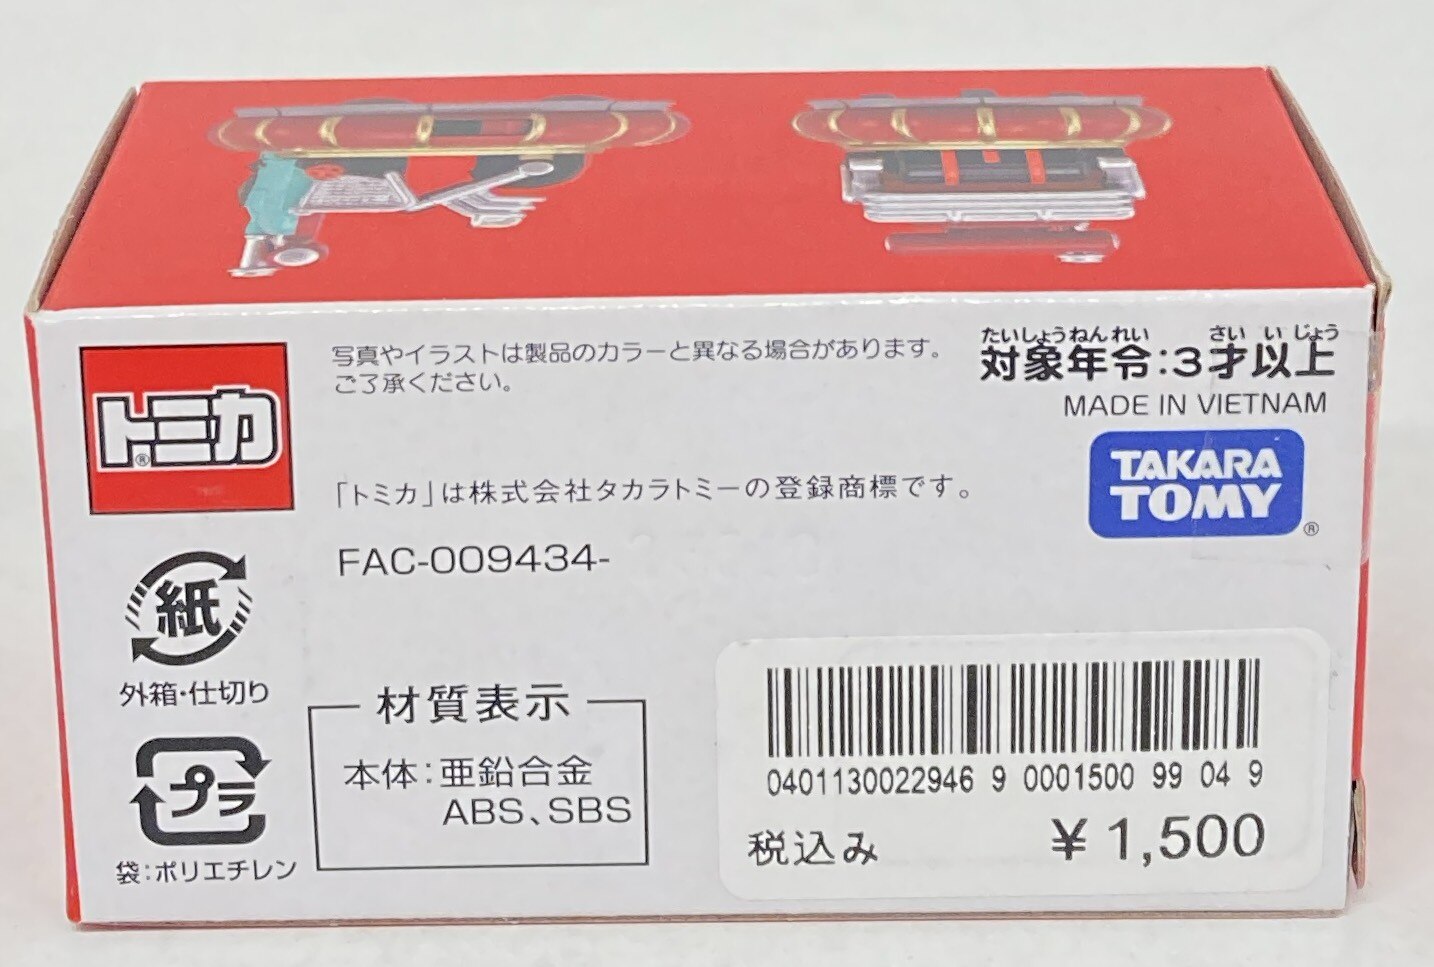 トミカ®
写真やイラストは製品のカラーと異なる場合があります。
ご了承ください。
たいしょうねんれい さい い じょう
対象年令:3才以上
MADE IN VIETNAM
TAKARA
TOMY®
「トミカ」は株式会社タカラトミーの登録商標です。
FAC-009434-
紙
外箱・仕切り
プラ
袋:ポリエチレン
材質表示
本体:亜鉛合金
ABS、SBS
0401130022946 9 0001500 99 04 9
税込み ¥1,500